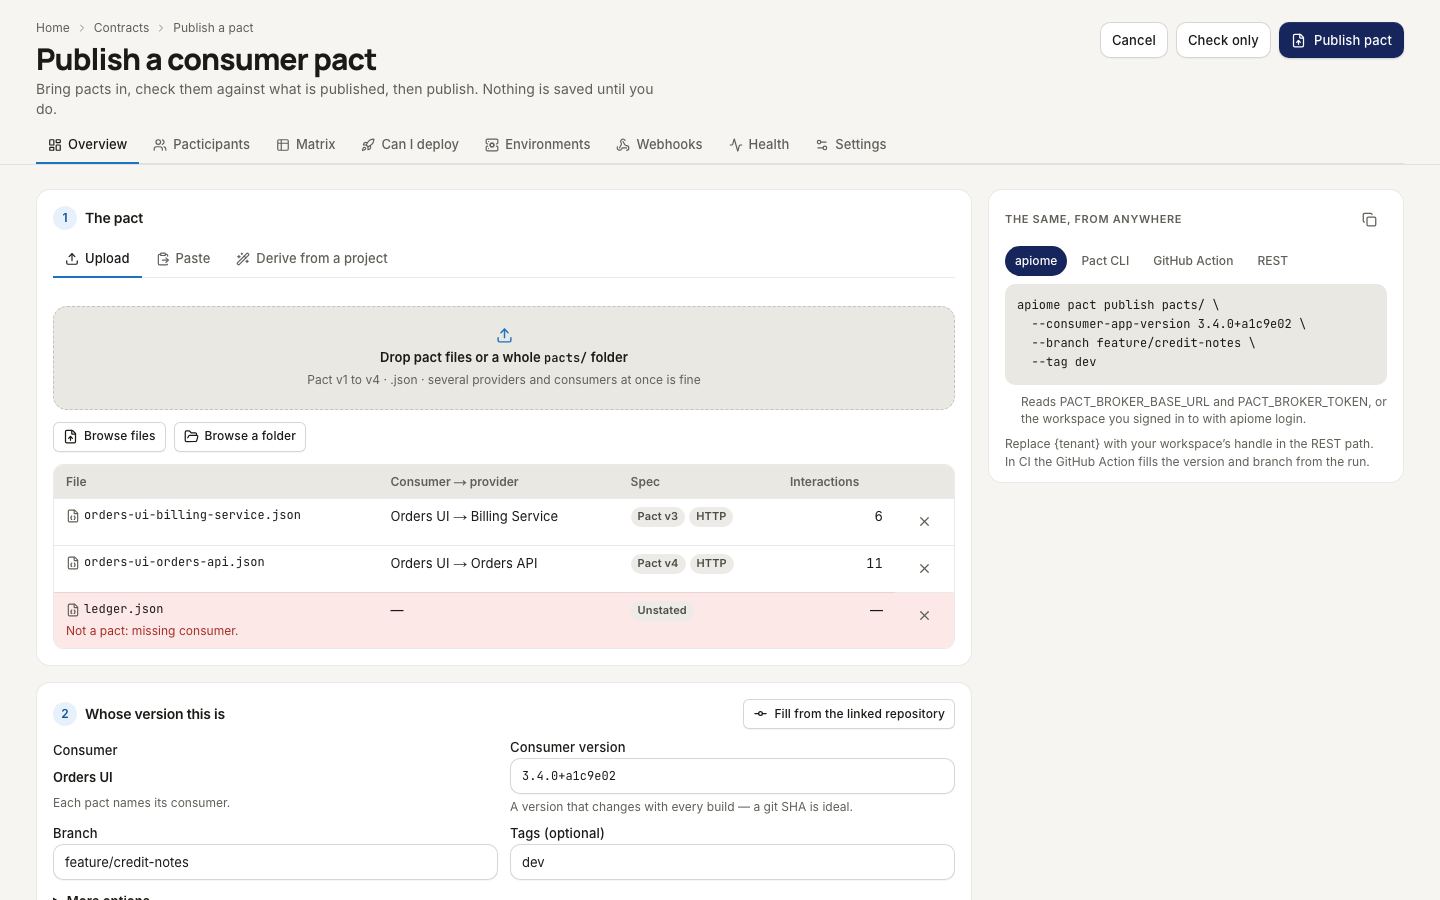 Home > Contracts > Publish a pact
Publish a consumer pact
Bring pacts in, check them against what is published, then publish. Nothing is saved until you
do.
Cancel
Check only
Publish pact
Overview
Pacticipants
Matrix
Can I deploy
Environments
Webhooks
Health
Settings
1 The pact
Upload
Paste
Derive from a project
Drop pact files or a whole pacts/ folder
Pact v1 to v4 · .json · several providers and consumers at once is fine
Browse files
Browse a folder
File Consumer → provider Spec Interactions
orders-ui-billing-service.json Orders UI → Billing Service Pact v3 HTTP 6
orders-ui-orders-api.json Orders UI → Orders API Pact v4 HTTP 11
ledger.json — Unstated —
Not a pact: missing consumer.
2 Whose version this is
Fill from the linked repository
Consumer
Orders UI
Each pact names its consumer.
Consumer version
3.4.0+a1c9e02
A version that changes with every build — a git SHA is ideal.
Branch
feature/credit-notes
Tags (optional)
dev
More options
THE SAME, FROM ANYWHERE
apiome
Pact CLI
GitHub Action
REST
apiome pact publish pacts/ \
--consumer-app-version 3.4.0+a1c9e02 \
--branch feature/credit-notes \
--tag dev
Reads PACT_BROKER_BASE_URL and PACT_BROKER_TOKEN, or
the workspace you signed in to with apiome login.
Replace {tenant} with your workspace’s handle in the REST path.
In CI the GitHub Action fills the version and branch from the run.